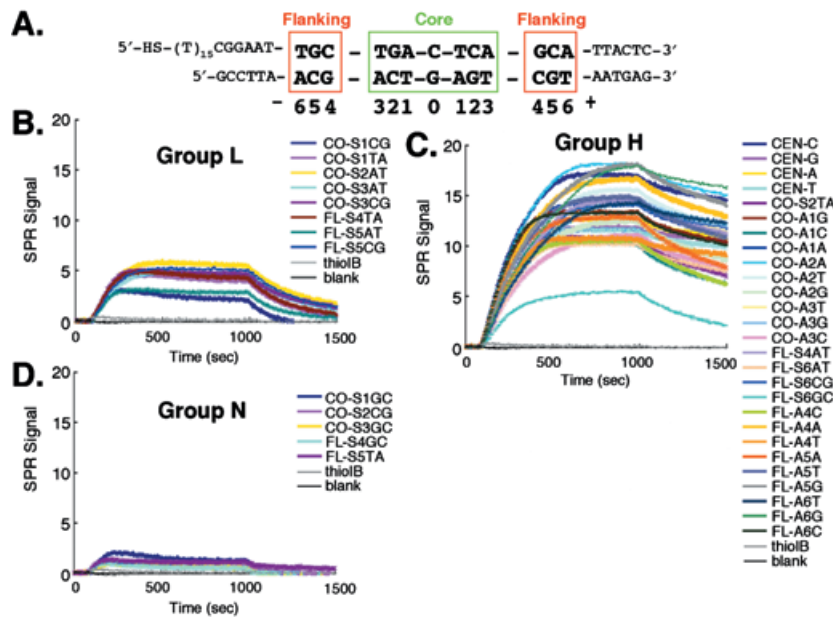 A.
Flanking Core Flanking
5′-HS-(T)15CGGAAT- TGC - TGA-C-TCA - GCA -TTACTC-3′
5′-GCCTTA- ACG - ACT-G-AGT - CGT -AATGAG-3′
- 654 321 0 123 456 +
B.
Group L
SPR Signal
20
15
10
5
0
0 500 1000 1500
Time (sec)
CO-S1CG
CO-S1TA
CO-S2AT
CO-S3AT
CO-S3CG
FL-S4TA
FL-S5AT
FL-S5CG
thiolB
blank
C.
Group H
SPR Signal
20
15
10
5
0
0 500 1000 1500
Time (sec)
CEN-C
CEN-G
CEN-A
CEN-T
CO-S2TA
CO-A1G
CO-A1C
CO-A1A
CO-A2A
CO-A2T
CO-A2G
CO-A3T
CO-A3G
CO-A3C
FL-S4AT
FL-S6AT
FL-S6CG
FL-S6GC
FL-A4C
FL-A4A
FL-A4T
FL-A5A
FL-A5T
FL-A5G
FL-A6T
FL-A6G
FL-A6C
thiolB
blank
D.
Group N
SPR Signal
20
15
10
5
0
0 500 1000 1500
Time (sec)
CO-S1GC
CO-S2CG
CO-S3GC
FL-S4GC
FL-S5TA
thiolB
blank